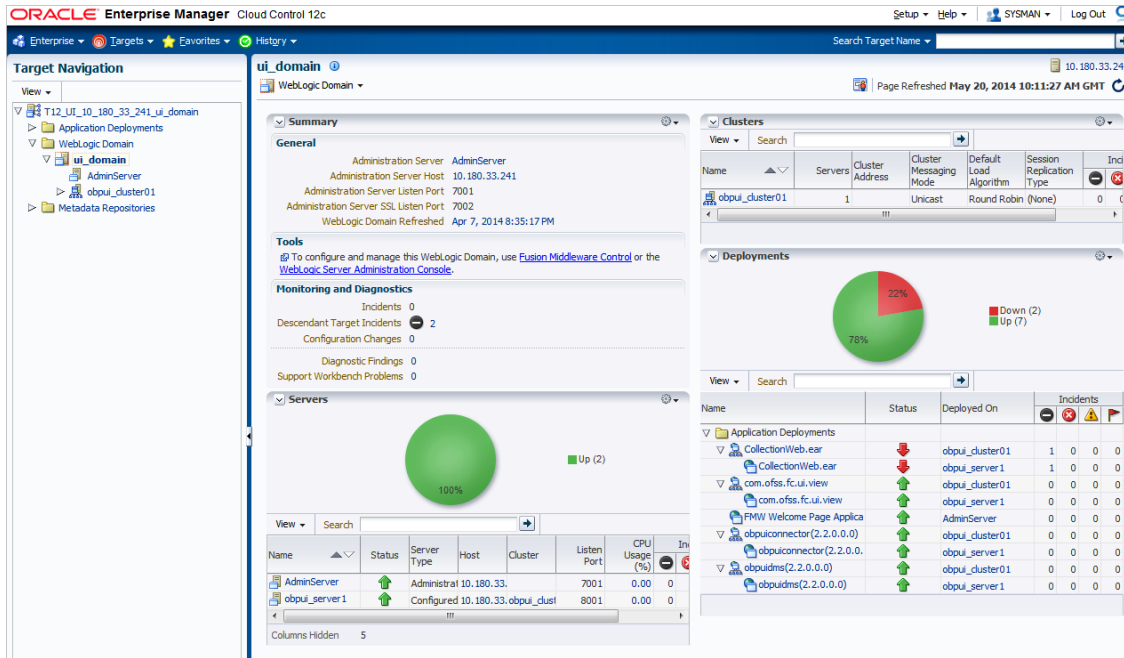 ORACLE Enterprise Manager Cloud Control 12c
Setup Help SYSMAN Log Out
Enterprise Targets Favorites History Search Target Name
Target Navigation
View
T12_UI_10_180_33_241_ui_domain
Application Deployments
WebLogic Domain
ui_domain
AdminServer
obpui_cluster01
Metadata Repositories
ui_domain
10.180.33.24
WebLogic Domain
Page Refreshed May 20, 2014 10:11:27 AM GMT
Summary
General
Administration Server AdminServer
Administration Server Host 10.180.33.241
Administration Server Listen Port 7001
Administration Server SSL Listen Port 7002
WebLogic Domain Refreshed Apr 7, 2014 8:35:17 PM
Tools
To configure and manage this WebLogic Domain, use Fusion Middleware Control or the
WebLogic Server Administration Console.
Monitoring and Diagnostics
Incidents 0
Descendant Target Incidents 2
Configuration Changes 0
Diagnostic Findings 0
Support Workbench Problems 0
Servers
Up (2)
100%
View Search
Name Status Server Type Host Cluster Listen Port CPU Usage (%) In
AdminServer Administrat 10.180.33. 7001 0.00 0
obpui_server1 Configured 10.180.33. obpui_clust 8001 0.00 0
Columns Hidden 5
Clusters
View Search
Name Servers Cluster Address Cluster Messaging Mode Default Load Algorithm Session Replication Type Inci
obpui_cluster01 1 Unicast Round Robin (None) 0
Deployments
22%
78%
Down (2)
Up (7)
View Search
Name Status Deployed On Incidents
Application Deployments
CollectionWeb.ear obpui_cluster01 1 0 0 0
CollectionWeb.ear obpui_server1 1 0 0 0
com.ofss.fc.ui.view obpui_cluster01 0 0 0 0
com.ofss.fc.ui.view obpui_server1 0 0 0 0
FMW Welcome Page Applica AdminServer 0 0 0 0
obpuiconnector(2.2.0.0.0) obpui_cluster01 0 0 0 0
obpuiconnector(2.2.0.0. obpui_server1 0 0 0 0
obpuidms(2.2.0.0.0) obpui_cluster01 0 0 0 0
obpuidms(2.2.0.0.0) obpui_server1 0 0 0 0